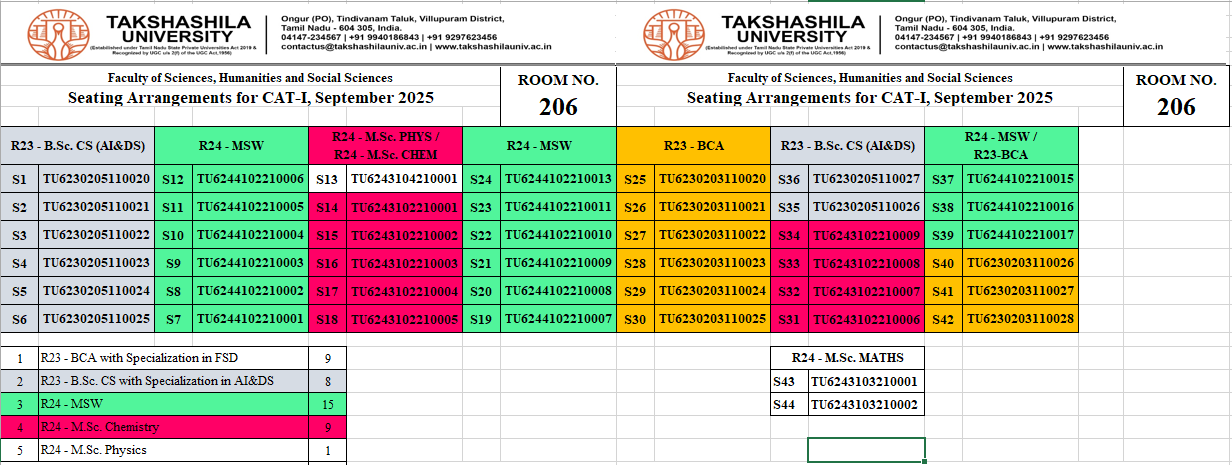 TAKSHASHILA
UNIVERSITY
(Established under Tamil Nadu State Private Universities Act 2019 &
Recognized by UGC u/s 2(f) of the UGC Act,1956)
Ongur (PO), Tindivanam Taluk, Villupuram District,
Tamil Nadu - 604 305, India.
04147-234567 | +91 9940186843 | +91 9297623456
contactus@takshashilauniv.ac.in | www.takshashilauniv.ac.in
TAKSHASHILA
UNIVERSITY
(Established under Tamil Nadu State Private Universities Act 2019 &
Recognized by UGC u/s 2(f) of the UGC Act,1956)
Ongur (PO), Tindivanam Taluk, Villupuram District,
Tamil Nadu - 604 305, India.
04147-234567 | +91 9940186843 | +91 9297623456
contactus@takshashilauniv.ac.in | www.takshashilauniv.ac.in
Faculty of Sciences, Humanities and Social Sciences
Seating Arrangements for CAT-I, September 2025
ROOM NO.
206
Faculty of Sciences, Humanities and Social Sciences
Seating Arrangements for CAT-I, September 2025
ROOM NO.
206
R23 - B.Sc. CS (AI&DS) R24 - MSW R24 - M.Sc. PHYS / R24 - M.Sc. CHEM R24 - MSW R23 - BCA R23 - B.Sc. CS (AI&DS) R24 - MSW / R23-BCA
S1 TU6230205110020 S12 TU6244102210006 S13 TU6243104210001 S24 TU6244102210013 S25 TU6230203110020 S36 TU6230205110027 S37 TU6244102210015
S2 TU6230205110021 S11 TU6244102210005 S14 TU6243102210001 S23 TU6244102210011 S26 TU6230203110021 S35 TU6230205110026 S38 TU6244102210016
S3 TU6230205110022 S10 TU6244102210004 S15 TU6243102210002 S22 TU6244102210010 S27 TU6230203110022 S34 TU6243102210009 S39 TU6244102210017
S4 TU6230205110023 S9 TU6244102210003 S16 TU6243102210003 S21 TU6244102210009 S28 TU6230203110023 S33 TU6243102210008 S40 TU6230203110026
S5 TU6230205110024 S8 TU6244102210002 S17 TU6243102210004 S20 TU6244102210008 S29 TU6230203110024 S32 TU6243102210007 S41 TU6230203110027
S6 TU6230205110025 S7 TU6244102210001 S18 TU6243102210005 S19 TU6244102210007 S30 TU6230203110025 S31 TU6243102210006 S42 TU6230203110028
1 R23 - BCA with Specialization in FSD 9
2 R23 - B.Sc. CS with Specialization in AI&DS 8
3 R24 - MSW 15
4 R24 - M.Sc. Chemistry 9
5 R24 - M.Sc. Physics 1
R24 - M.Sc. MATHS
S43 TU6243103210001
S44 TU6243103210002